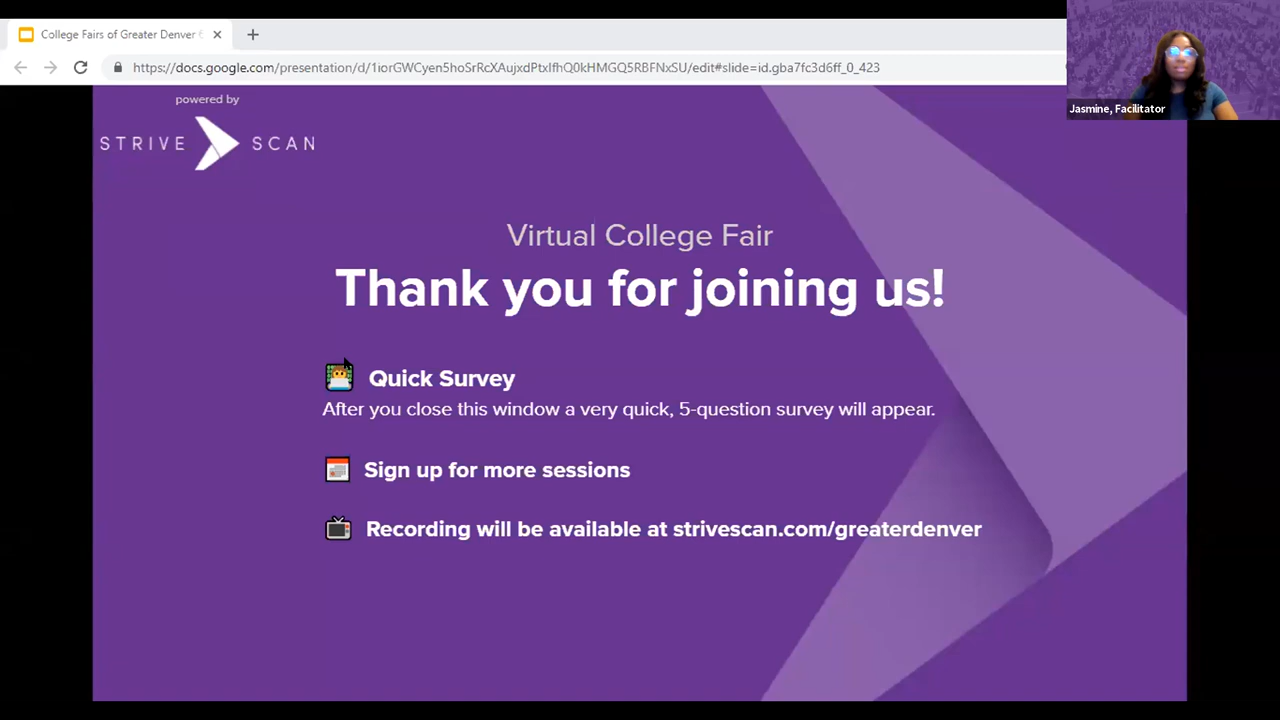 College Fairs of Greater Denver
https://docs.google.com/presentation/d/1iorGWCyen5hoSrEcXAujxdPtxIfhQ0kHMGQ5RBFNxSU/edit#slide=id.gba7fc3d6ff_0_423
Jasmine, Facilitator
powered by
STRIVE SCAN
Virtual College Fair
Thank you for joining us!
Quick Survey
After you close this window a very quick, 5-question survey will appear.
Sign up for more sessions
Recording will be available at strivescan.com/greaterdenver